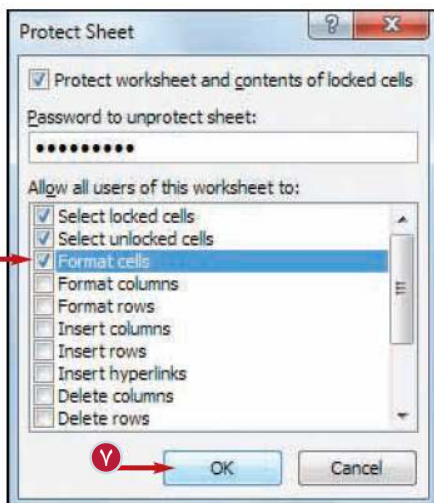 Protect Sheet
Protect worksheet and contents of locked cells
Password to unprotect sheet:
•••••••••
Allow all users of this worksheet to:
Select locked cells
Select unlocked cells
Format cells
Format columns
Format rows
Insert columns
Insert rows
Insert hyperlinks
Delete columns
Delete rows
٧
OK Cancel